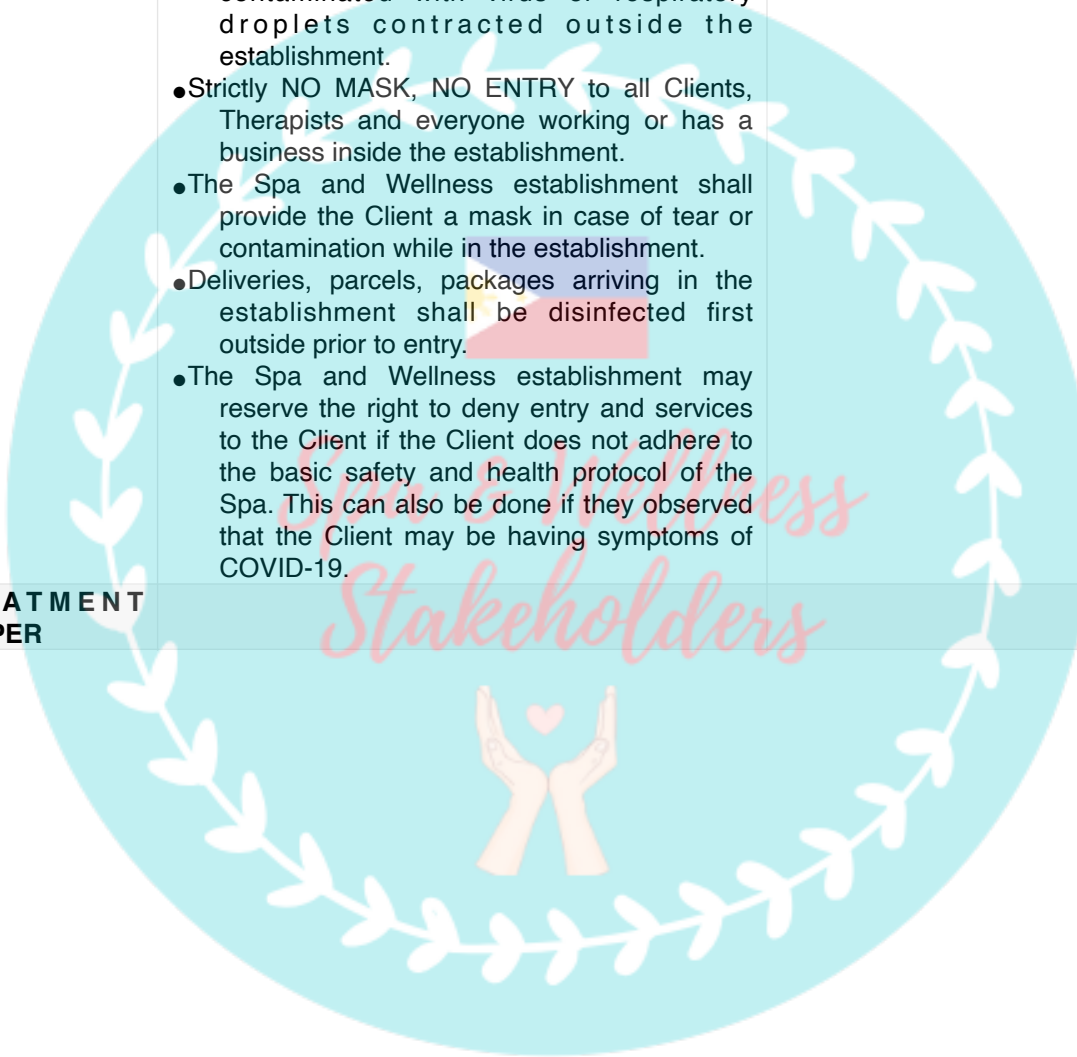 contaminated with virus or respiratory
droplets contracted outside the
establishment.
●Strictly NO MASK, NO ENTRY to all Clients,
Therapists and everyone working or has a
business inside the establishment.
●The Spa and Wellness establishment shall
provide the Client a mask in case of tear or
contamination while in the establishment.
●Deliveries, parcels, packages arriving in the
establishment shall be disinfected first
outside prior to entry.
●The Spa and Wellness establishment may
reserve the right to deny entry and services
to the Client if the Client does not adhere to
the basic safety and health protocol of the
Spa. This can also be done if they observed
that the Client may be having symptoms of
COVID-19.
ATMENT
PER
Spa & Wellness
Stakeholders